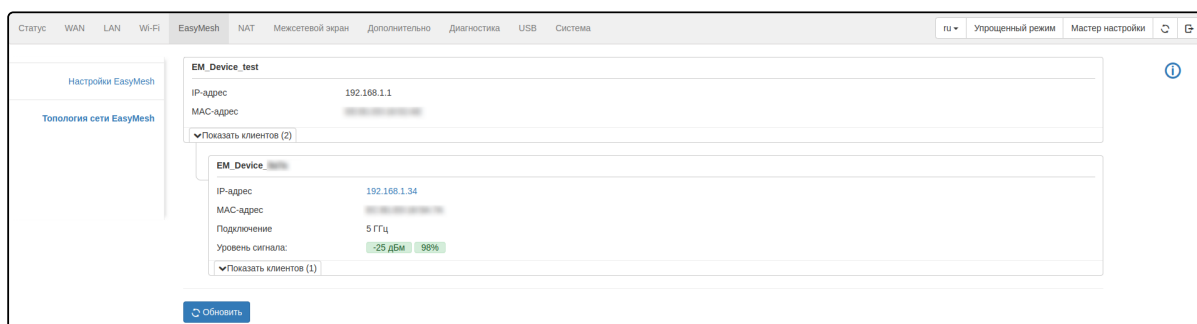 Статус WAN LAN Wi-Fi EasyMesh NAT Межсетевой экран Дополнительно Диагностика USB Система ru Упрощенный режим Мастер настройки
Настройки EasyMesh
Топология сети EasyMesh
EM_Device_test
IP-адрес 192.168.1.1
MAC-адрес
Показать клиентов (2)
EM_Device_
IP-адрес 192.168.1.34
MAC-адрес
Подключение 5 ГГц
Уровень сигнала: -25 дБм 98%
Показать клиентов (1)
Обновить